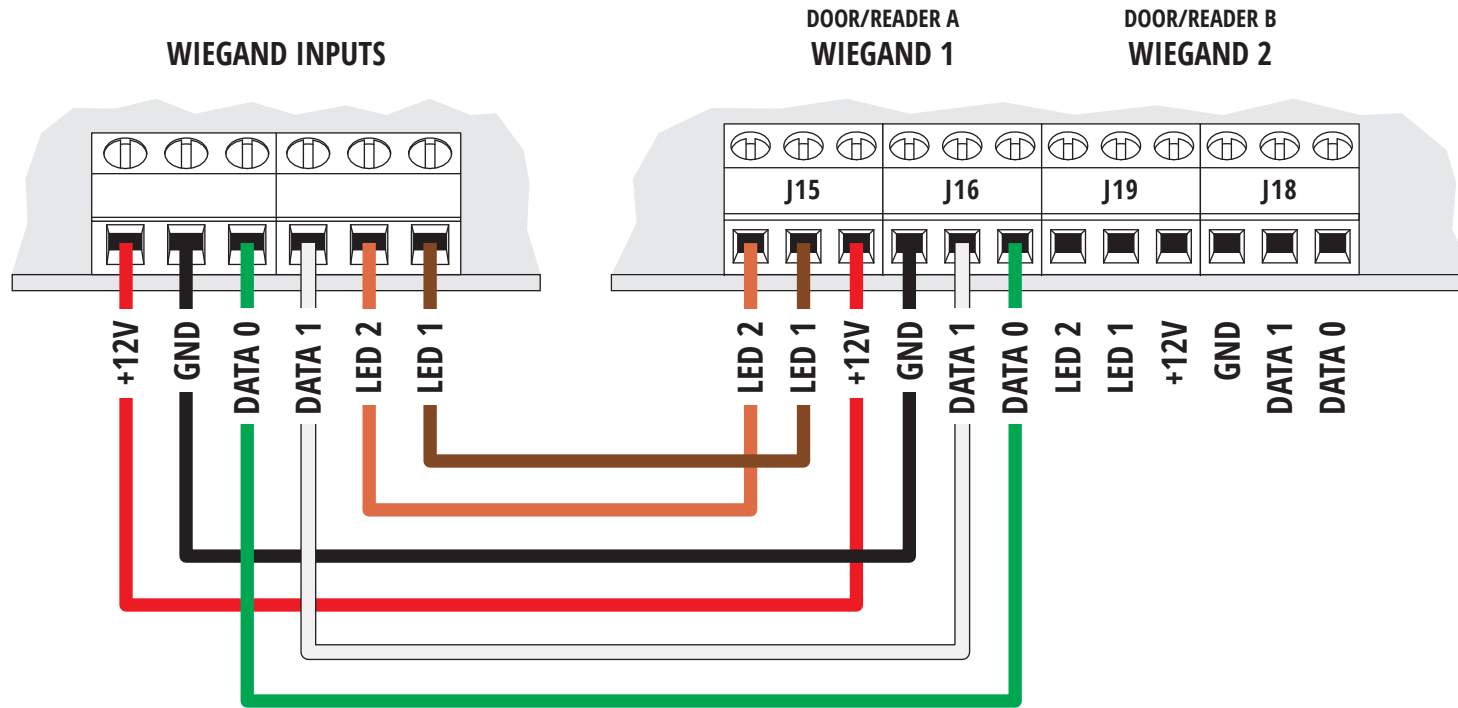 DOOR/READER A
WIEGAND 1
DOOR/READER B
WIEGAND 2
WIEGAND INPUTS
J15
J16
J19
J18
+12V
GND
DATA 0
DATA 1
LED 2
LED 1
LED 2
LED 1
+12V
GND
DATA 1
DATA 0
LED 2
LED 1
+12V
GND
DATA 1
DATA 0